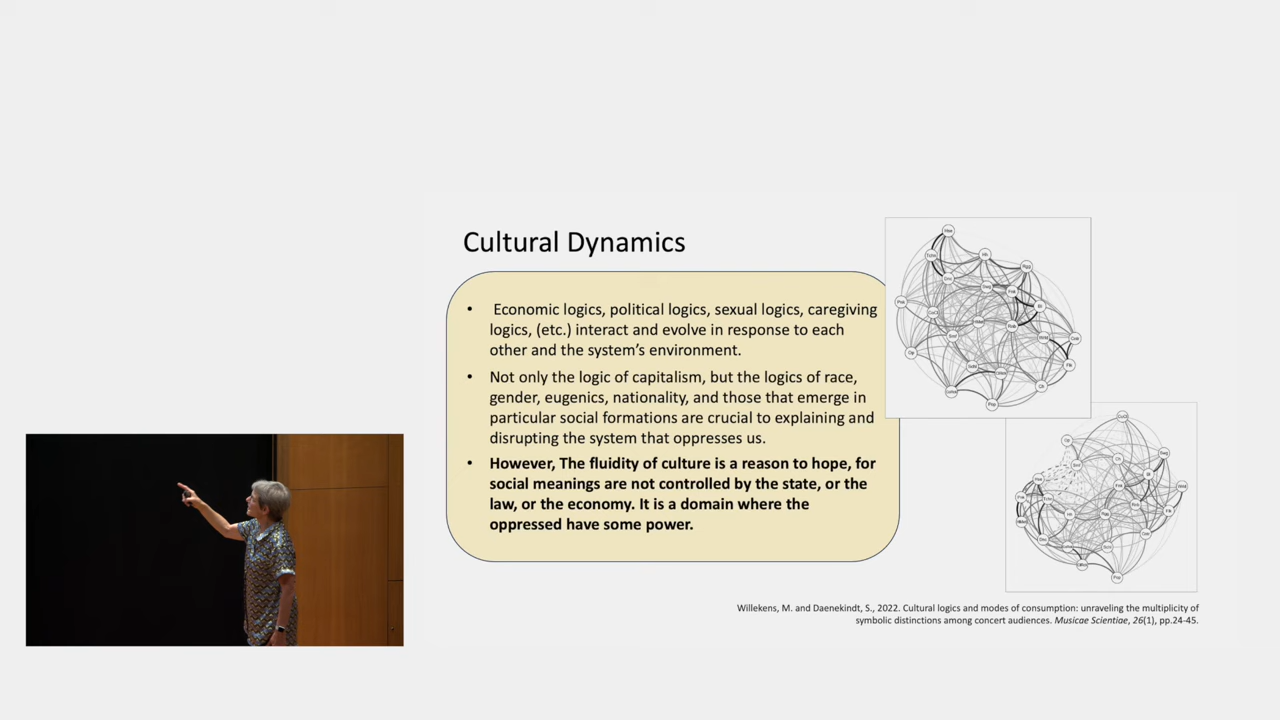 Cultural Dynamics
• Economic logics, political logics, sexual logics, caregiving
logics, (etc.) interact and evolve in response to each
other and the system's environment.
• Not only the logic of capitalism, but the logics of race,
gender, eugenics, nationality, and those that emerge in
particular social formations are crucial to explaining and
disrupting the system that oppresses us.
• However, The fluidity of culture is a reason to hope, for
social meanings are not controlled by the state, or the
law, or the economy. It is a domain where the
oppressed have some power.
Willekens, M. and Daenekindt, S., 2022. Cultural logics and modes of consumption: unraveling the multiplicity of
symbolic distinctions among concert audiences. Musicae Scientiae, 26(1), pp.24-45.